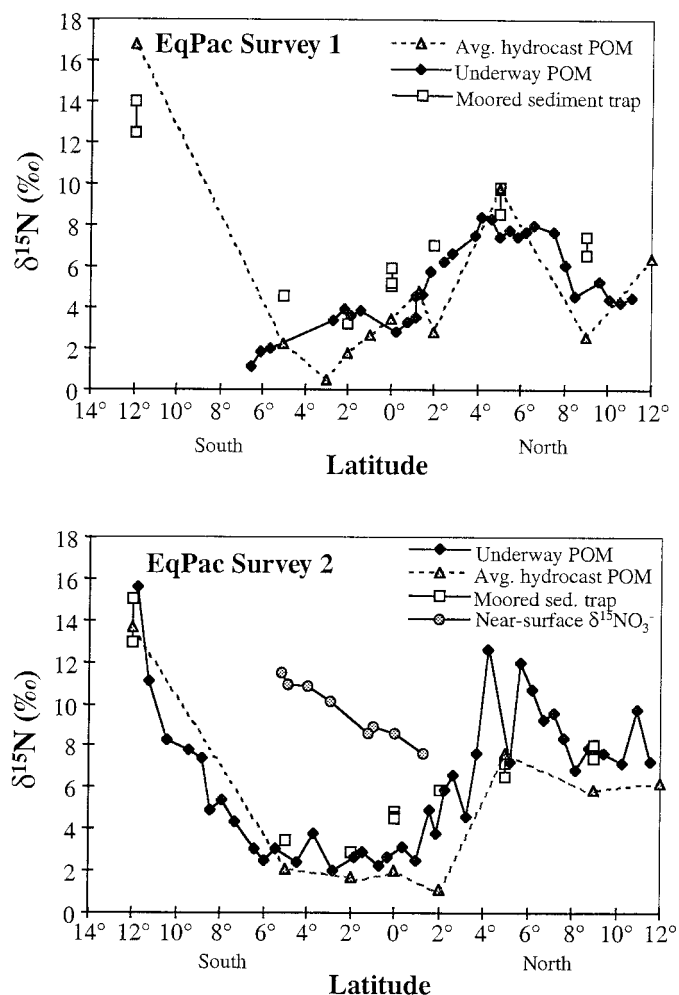 EqPac Survey 1
Avg. hydrocast POM
Underway POM
Moored sediment trap
δ¹⁵N (‰)
18
16
14
12
10
8
6
4
2
0
14° 12° 10° 8° 6° 4° 2° 0° 2° 4° 6° 8° 10° 12°
South North
Latitude
EqPac Survey 2
Underway POM
Avg. hydrocast POM
Moored sed. trap
Near-surface δ¹⁵NO₃⁻
δ¹⁵N (‰)
18
16
14
12
10
8
6
4
2
0
14° 12° 10° 8° 6° 4° 2° 0° 2° 4° 6° 8° 10° 12°
South North
Latitude